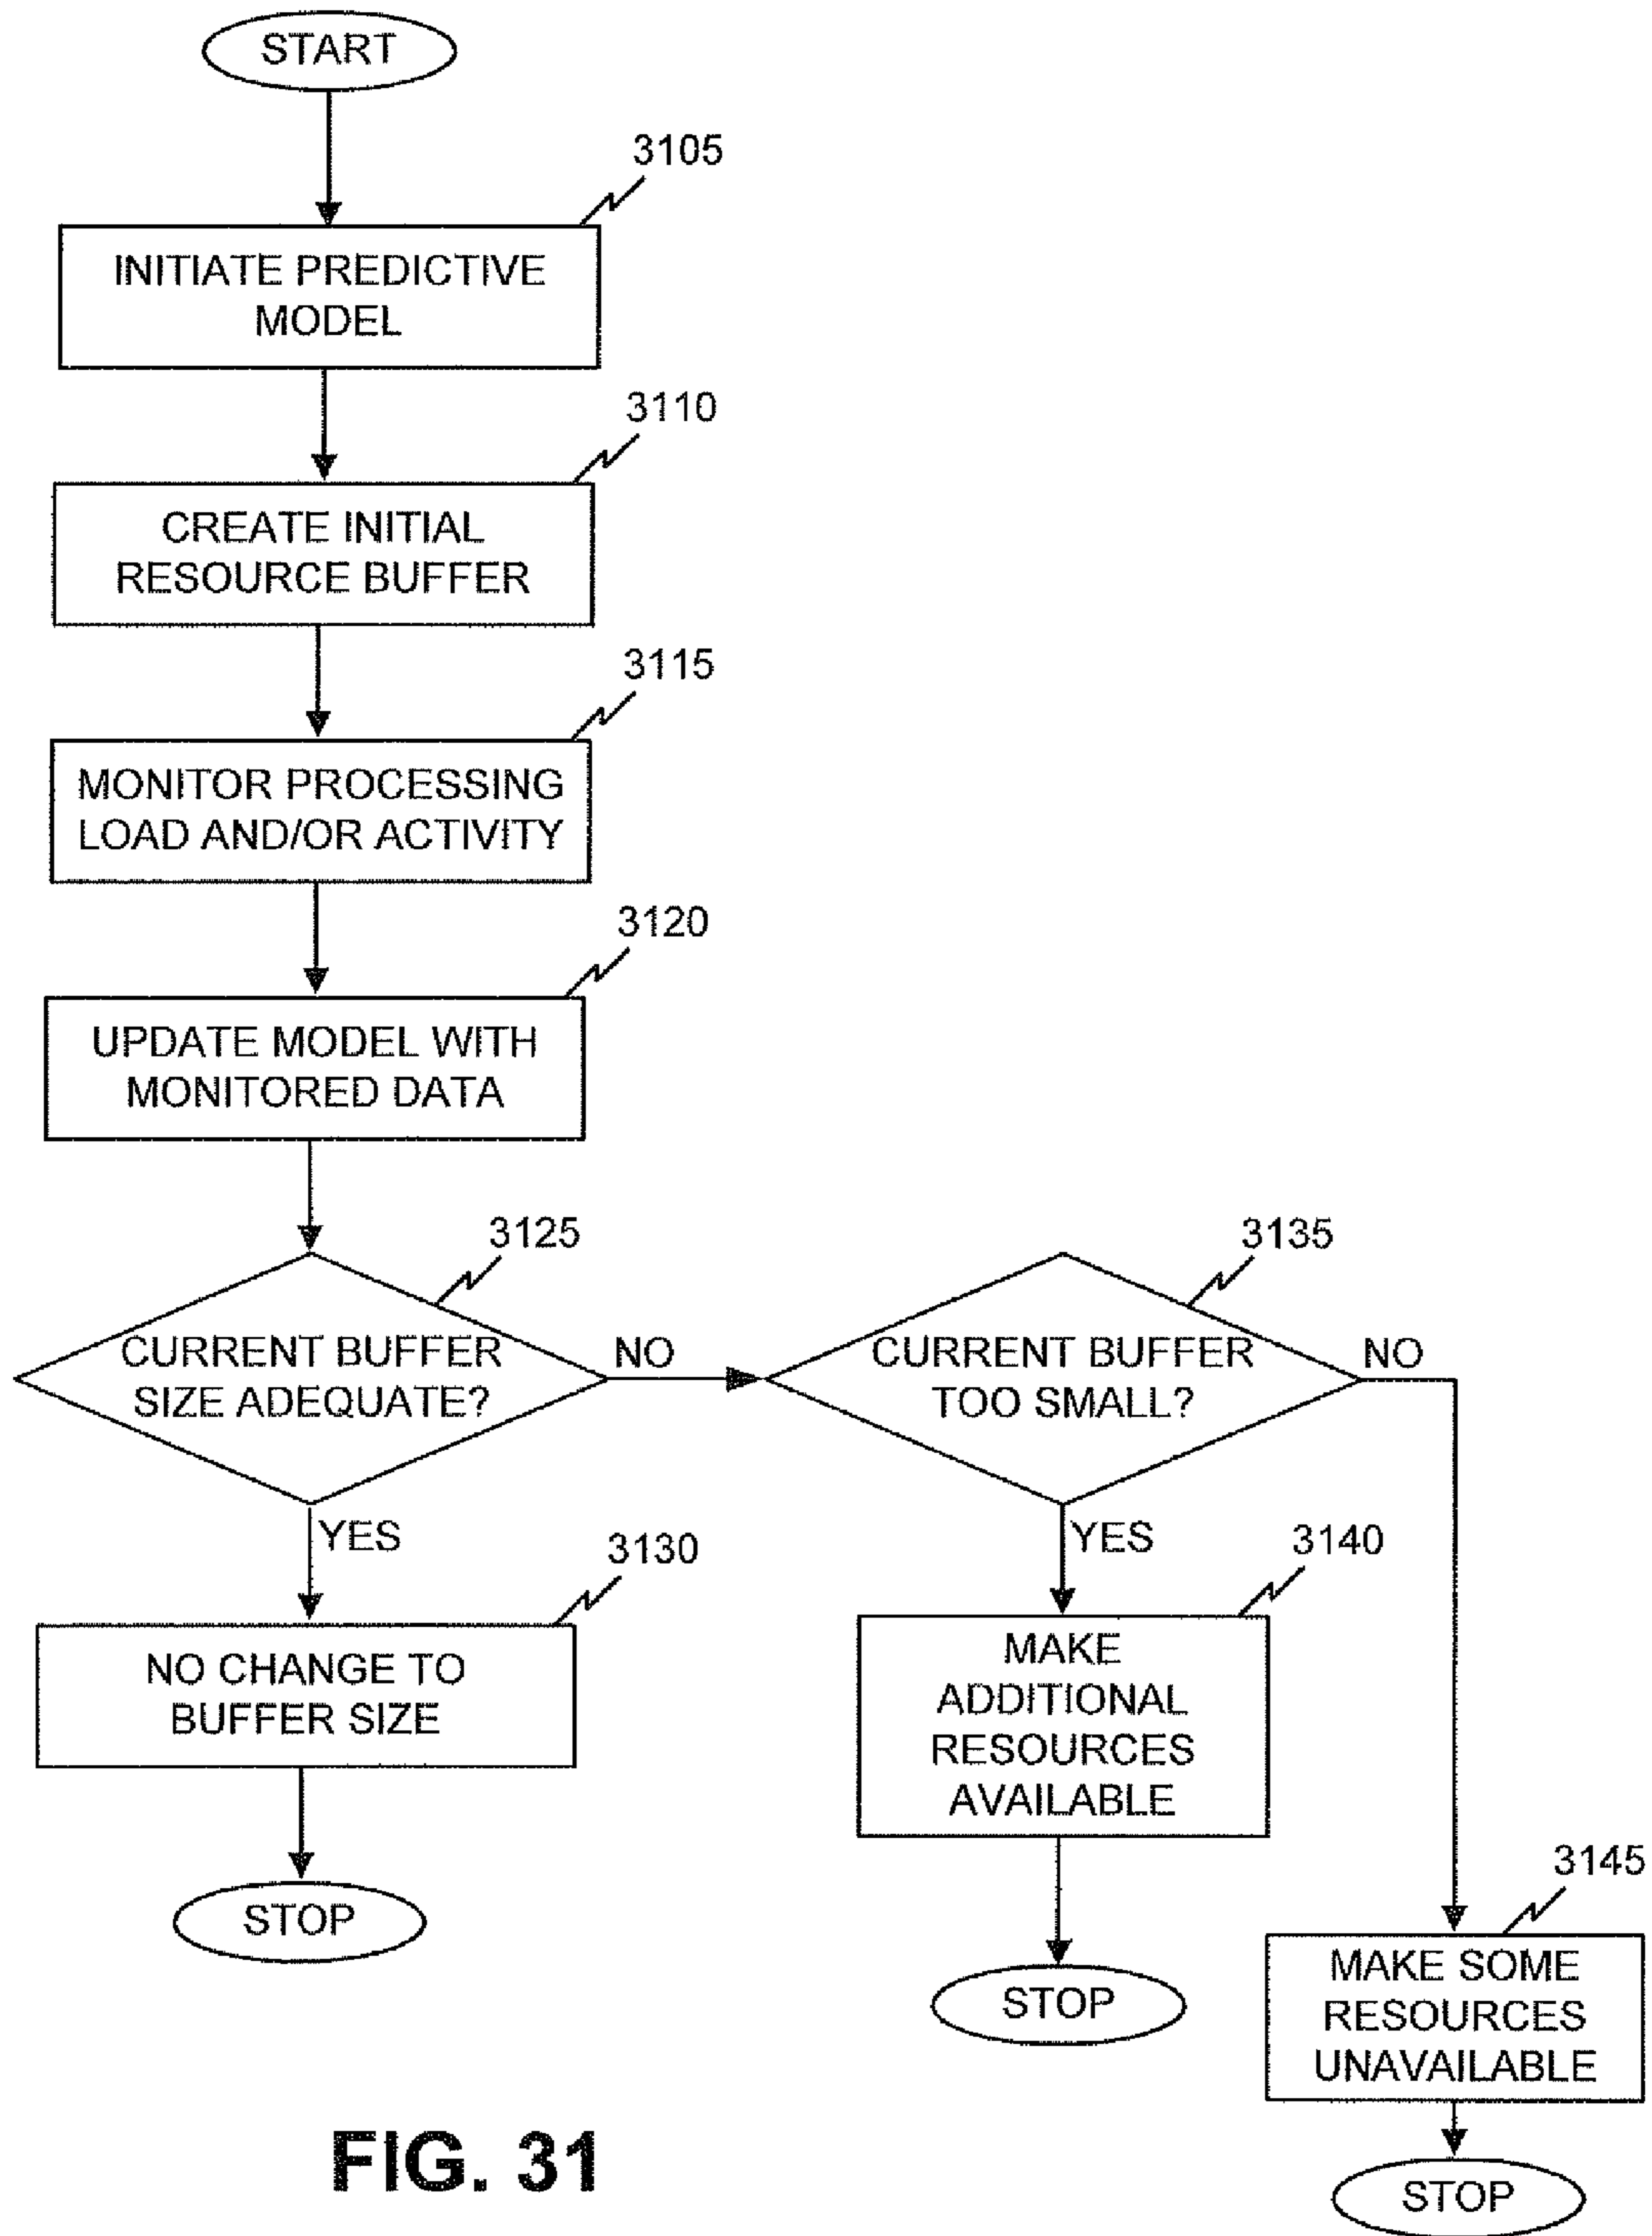 START
3105
INITIATE PREDICTIVE
MODEL
3110
CREATE INITIAL
RESOURCE BUFFER
3115
MONITOR PROCESSING
LOAD AND/OR ACTIVITY
3120
UPDATE MODEL WITH
MONITORED DATA
3125
CURRENT BUFFER
SIZE ADEQUATE?
NO
3135
CURRENT BUFFER
TOO SMALL?
NO
YES
3130
NO CHANGE TO
BUFFER SIZE
STOP
YES
3140
MAKE
ADDITIONAL
RESOURCES
AVAILABLE
STOP
3145
MAKE SOME
RESOURCES
UNAVAILABLE
STOP
FIG. 31